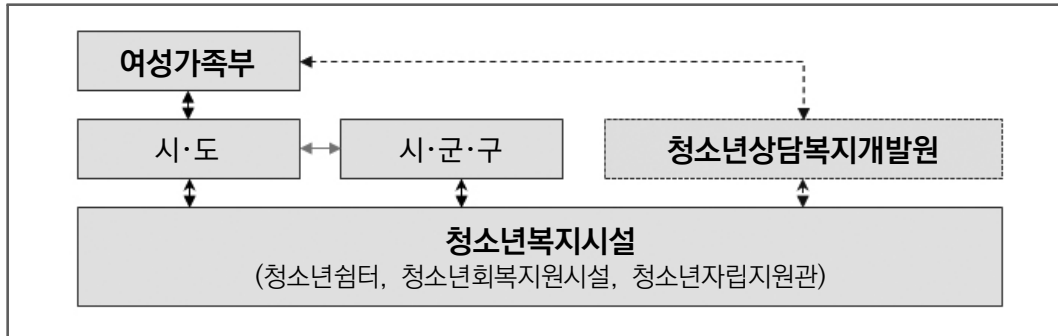 여성가족부
시·도
시·군·구
청소년상담복지개발원
청소년복지시설
(청소년쉼터, 청소년회복지원시설, 청소년자립지원관)